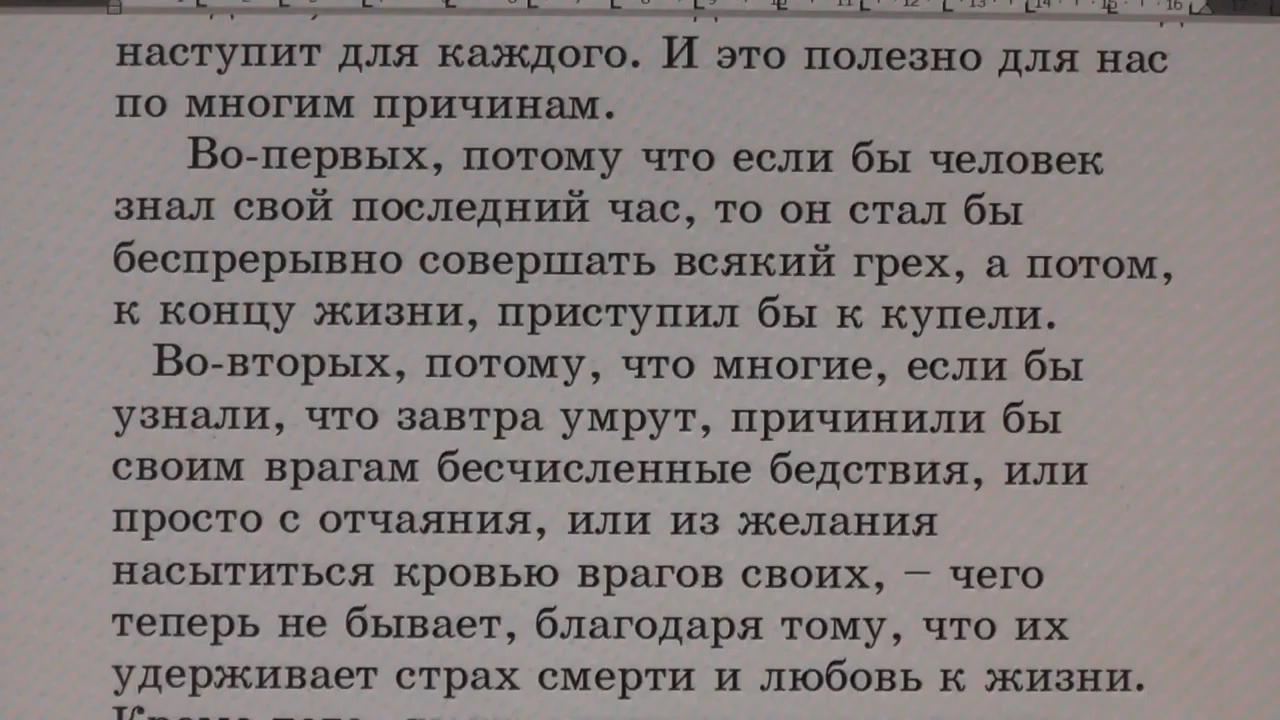 наступит для каждого. И это полезно для нас
по многим причинам.
Во-первых, потому что если бы человек
знал свой последний час, то он стал бы
беспрерывно совершать всякий грех, а потом,
к концу жизни, приступил бы к купели.
Во-вторых, потому, что многие, если бы
узнали, что завтра умрут, причинили бы
своим врагам бесчисленные бедствия, или
просто с отчаяния, или из желания
насытиться кровью врагов своих, – чего
теперь не бывает, благодаря тому, что их
удерживает страх смерти и любовь к жизни.